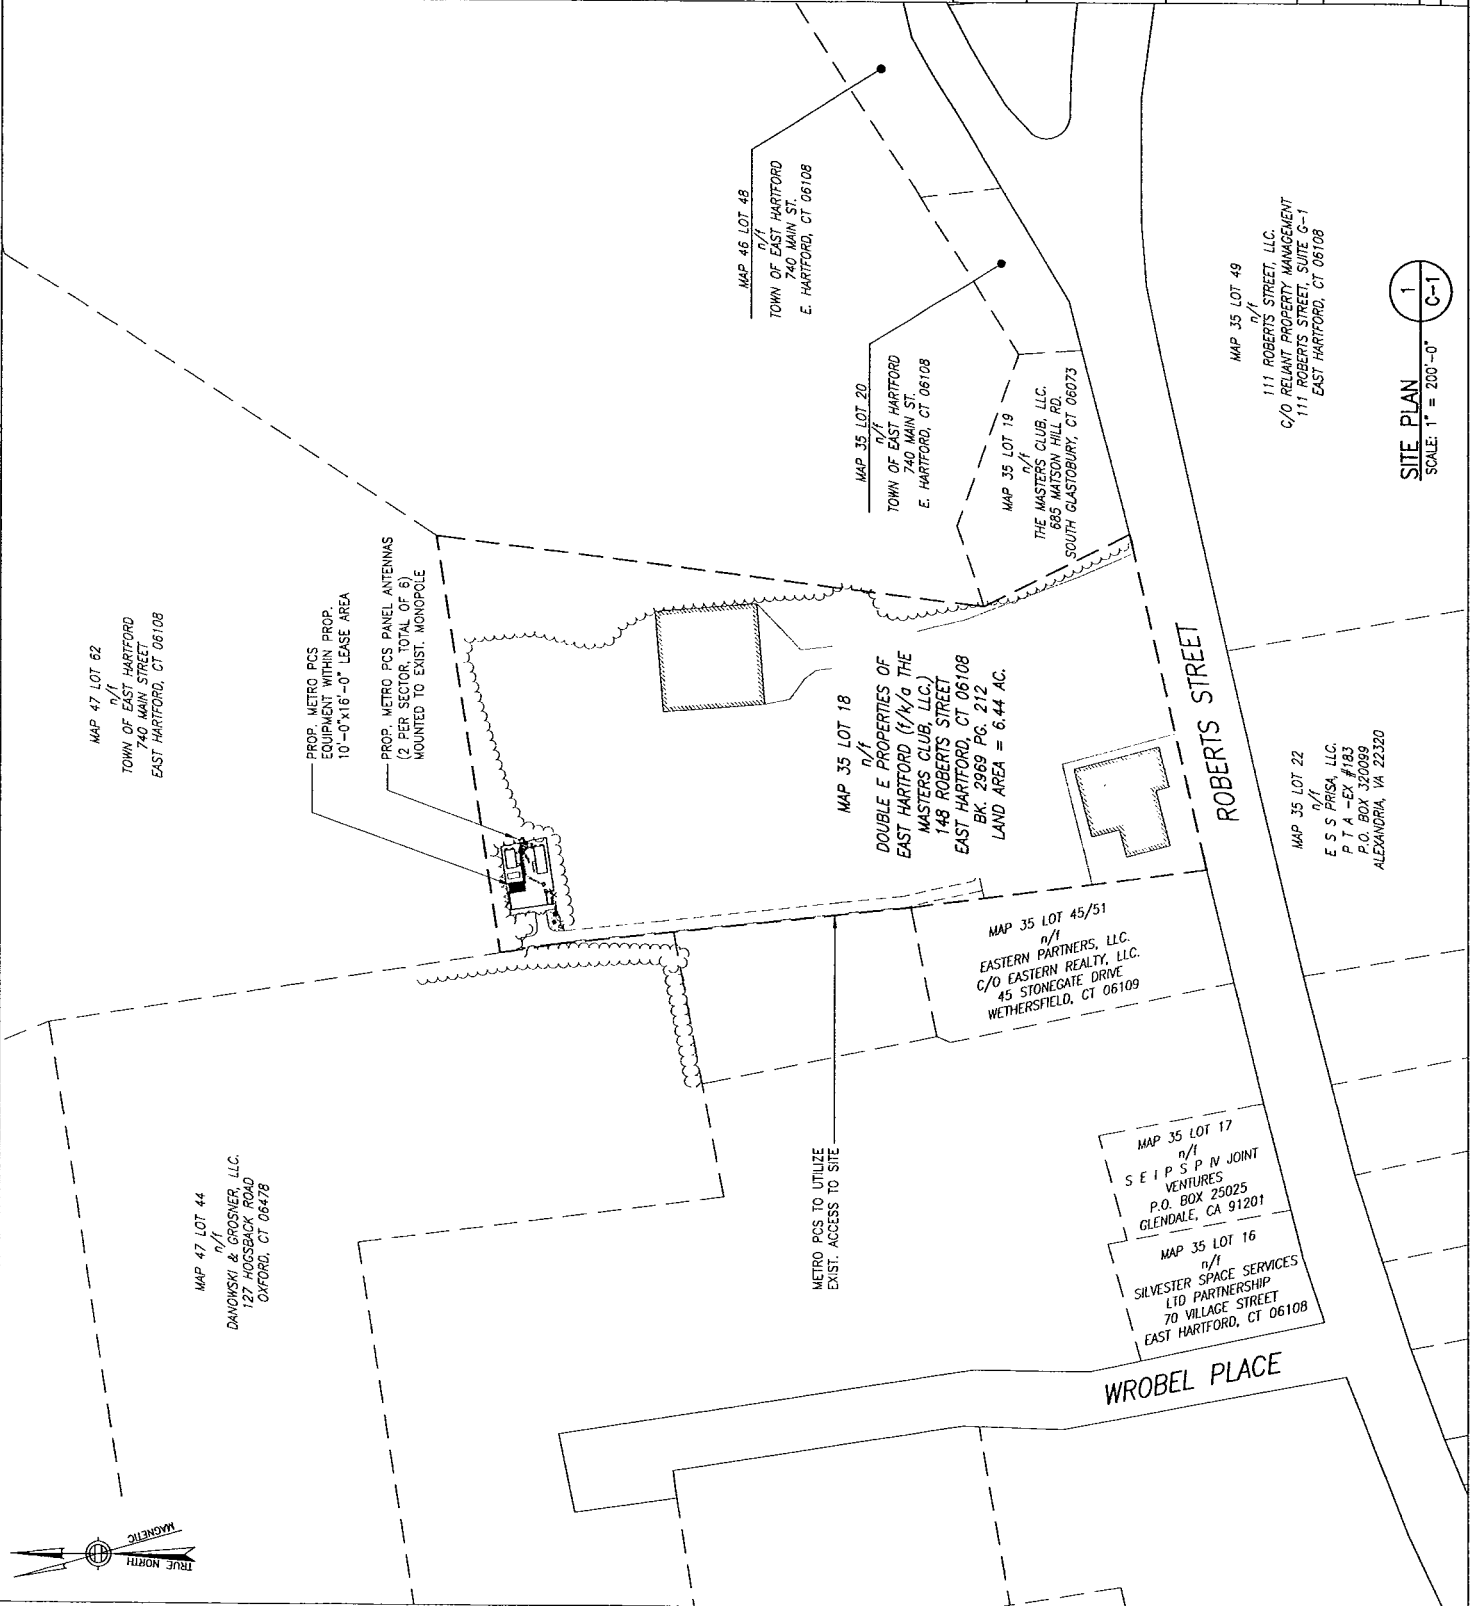 MAP 47 LOT 62
n/f
TOWN OF EAST HARTFORD
740 MAIN STREET
EAST HARTFORD, CT 06108
PROP. METRO PCS
EQUIPMENT WITHIN PROP.
10'-0"x16'-0" LEASE AREA
PROP. METRO PCS PANEL ANTENNAS
(2 PER SECTOR, TOTAL OF 6)
MOUNTED TO EXIST. MONOPOLE
MAP 46 LOT 48
n/f
TOWN OF EAST HARTFORD
740 MAIN ST.
E. HARTFORD, CT 06108
MAP 35 LOT 20
n/f
TOWN OF EAST HARTFORD
740 MAIN ST.
E. HARTFORD, CT 06108
MAP 35 LOT 19
n/f
THE MASTERS CLUB, LLC.
685 MATSON HILL RD.
SOUTH GLASTOBURY, CT 06073
MAP 35 LOT 49
n/f
111 ROBERTS STREET, LLC.
C/O RELIANT PROPERTY MANAGEMENT
111 ROBERTS STREET, SUITE G-1
EAST HARTFORD, CT 06108
MAP 35 LOT 18
n/f
DOUBLE E PROPERTIES OF
EAST HARTFORD (f/k/a THE
MASTERS CLUB, LLC.)
148 ROBERTS STREET
EAST HARTFORD, CT 06108
BK. 2969 PG. 212
LAND AREA = 6.44 AC.
ROBERTS STREET
MAP 35 LOT 22
n/f
E S S PRISA, LLC.
P T A -EX #183
P.O. BOX 320099
ALEXANDRIA, VA 22320
MAP 35 LOT 45/51
n/f
EASTERN PARTNERS, LLC.
C/O EASTERN REALTY, LLC.
45 STONEGATE DRIVE
WETHERSFIELD, CT 06109
MAP 47 LOT 44
n/f
DANOWSKI & GROSNER, LLC.
127 HOGSBACK ROAD
OXFORD, CT 06478
METRO PCS TO UTILIZE
EXIST. ACCESS TO SITE
MAP 35 LOT 17
n/f
S E I P S P IV JOINT
VENTURES
P.O. BOX 25025
GLENDALE, CA 91201
MAP 35 LOT 16
n/f
SILVESTER SPACE SERVICES
LTD PARTNERSHIP
70 VILLAGE STREET
EAST HARTFORD, CT 06108
WROBEL PLACE
TRUE NORTH
MAGNETIC
SITE PLAN
SCALE: 1" = 200'-0"
1
C-1